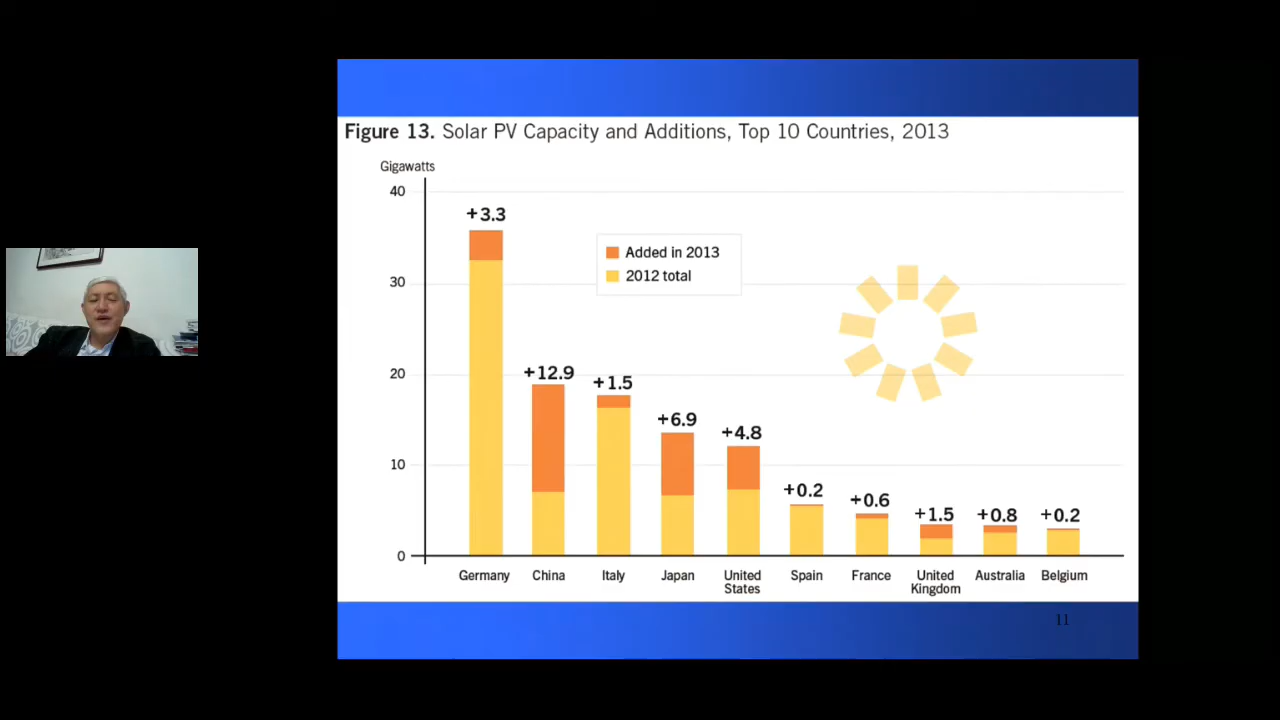 Figure 13. Solar PV Capacity and Additions, Top 10 Countries, 2013
Gigawatts
40
30
20
10
0
+3.3
+12.9
+1.5
+6.9
+4.8
+0.2
+0.6
+1.5
+0.8
+0.2
Added in 2013
2012 total
Germany
China
Italy
Japan
United
States
Spain
France
United
Kingdom
Australia
Belgium
11